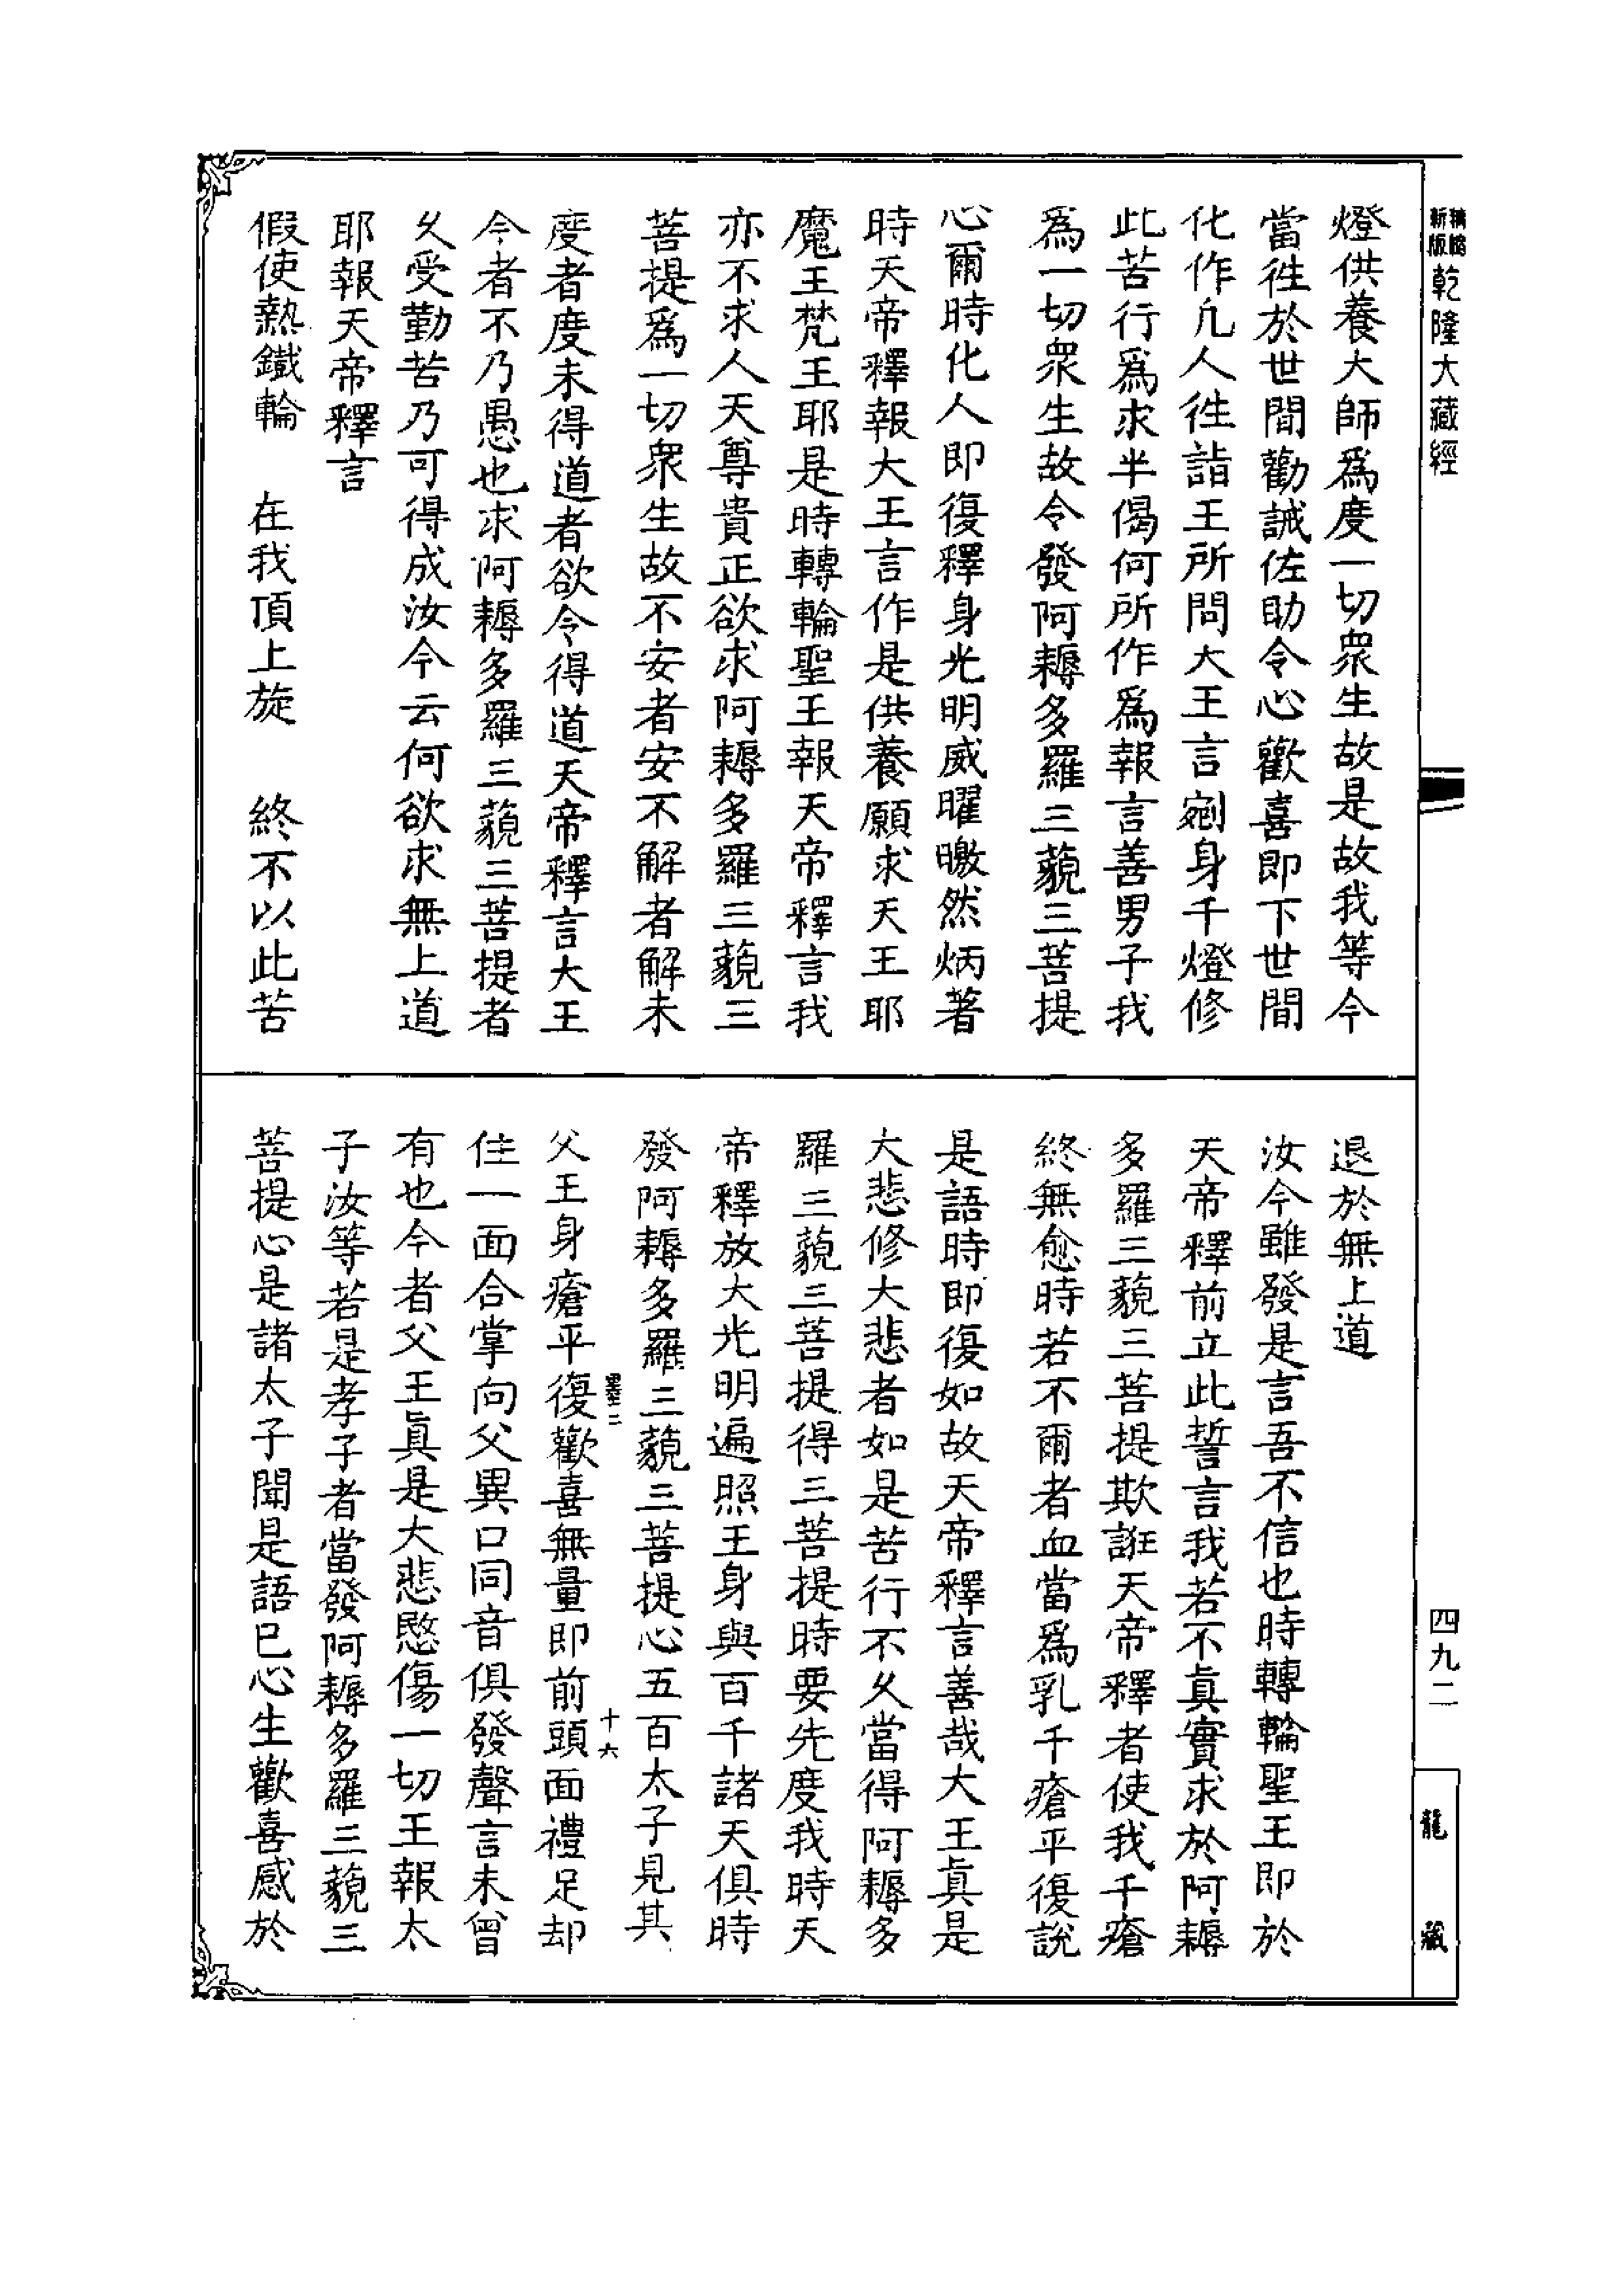 乾隆大藏經
燈供養大師爲度一切衆生故是故我等今
當徃於世間勸誡佐助令心歡喜即下世間
化作凢人徃詣王所問大王言剜身千燈修
此苦行爲求半偈何所作爲報言善男子我
爲一切衆生故令發阿耨多羅三藐三菩提
心爾時化人即復釋身光明威曜曒然炳著
時天帝釋報大王言作是供養願求天王耶
魔王梵王耶是時轉輪聖王報天帝釋言我
亦不求人天尊貴正欲求阿耨多羅三藐三
菩提爲一切衆生故不安者安不解者解未
度者度未得道者欲令得道天帝釋言大王
今者不乃愚也求阿耨多羅三藐三菩提者
乆受勤苦乃可得成汝今云何欲求無上道
耶報天帝釋言
假使熱鐵輪　在我頂上旋　終不以此苦
退於無上道
汝今雖發是言吾不信也時轉輪聖王即於
天帝釋前立此誓言我若不眞實求於阿耨
多羅三藐三菩提欺誑天帝釋者使我千瘡
終無愈時若不爾者血當爲乳千瘡平復說
是語時即復如故天帝釋言善哉大王眞是
大悲修大悲者如是苦行不乆當得阿耨多
羅三藐三菩提得三菩提時要先度我時天
帝釋放大光明遍照王身與百千諸天俱時
發阿耨多羅三藐三菩提心五百太子見其
父王身瘡平復歡喜無量即前頭面禮足却
十六
住一面合掌向父異口同音俱發聲言未曾
有也今者父王眞是大悲愍傷一切王報太
子汝等若是孝子者當發阿耨多羅三藐三
菩提心是諸太子聞是語已心生歡喜感於
四九二
龍藏